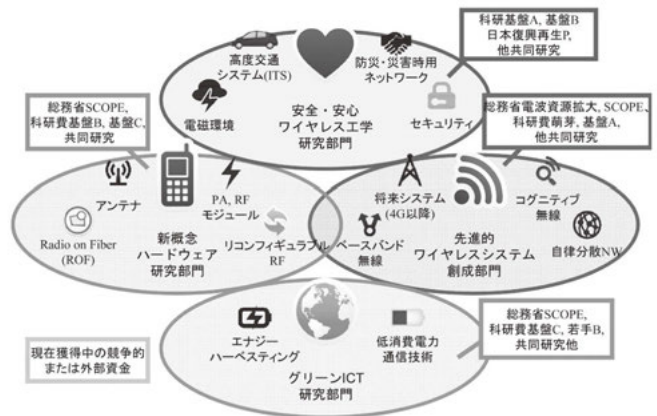 科研基盤A, 基盤B
日本復興再生P,
他共同研究
高度交通
システム(ITS)
防災・災害時用
ネットワーク
電磁環境
安全・安心
ワイヤレス工学
研究部門
セキュリティ
総務省SCOPE,
科研費基盤B, 基盤C,
共同研究
総務省電波資源拡大, SCOPE,
科研費萌芽, 基盤A,
他共同研究
アンテナ
PA, RF
モジュール
Radio on Fiber
(ROF)
新概念
ハードウェア
研究部門
リコンフィギュラブル
RF
将来システム
(4G以降)
コグニティブ
無線
ベースバンド
無線
先進的
ワイヤレスシステム
創成部門
自律分散NW
エナジー
ハーベスティング
低消費電力
通信技術
グリーンICT
研究部門
総務省SCOPE,
科研費基盤C, 若手B,
共同研究他
現在獲得中の競争的
または外部資金